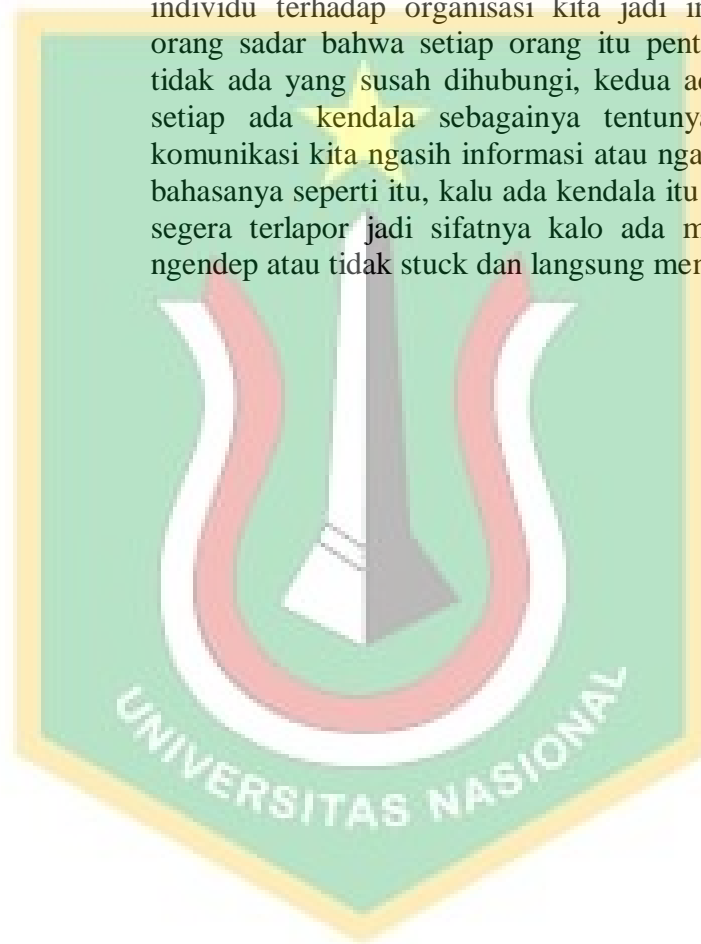 individu terhadap organisasi kita jadi
orang sadar bahwa setiap orang itu
tidak ada yang susah dihubungi, kedua
setiap ada kendala sebagainya
komunikasi kita ngasih informasi atau
bahasanya seperti itu, kalu ada kendala itu
segera terlapor jadi sifatnya kalo ada
ngendep atau tidak stuck dan langsung
UNIVERSITAS NASIONAL